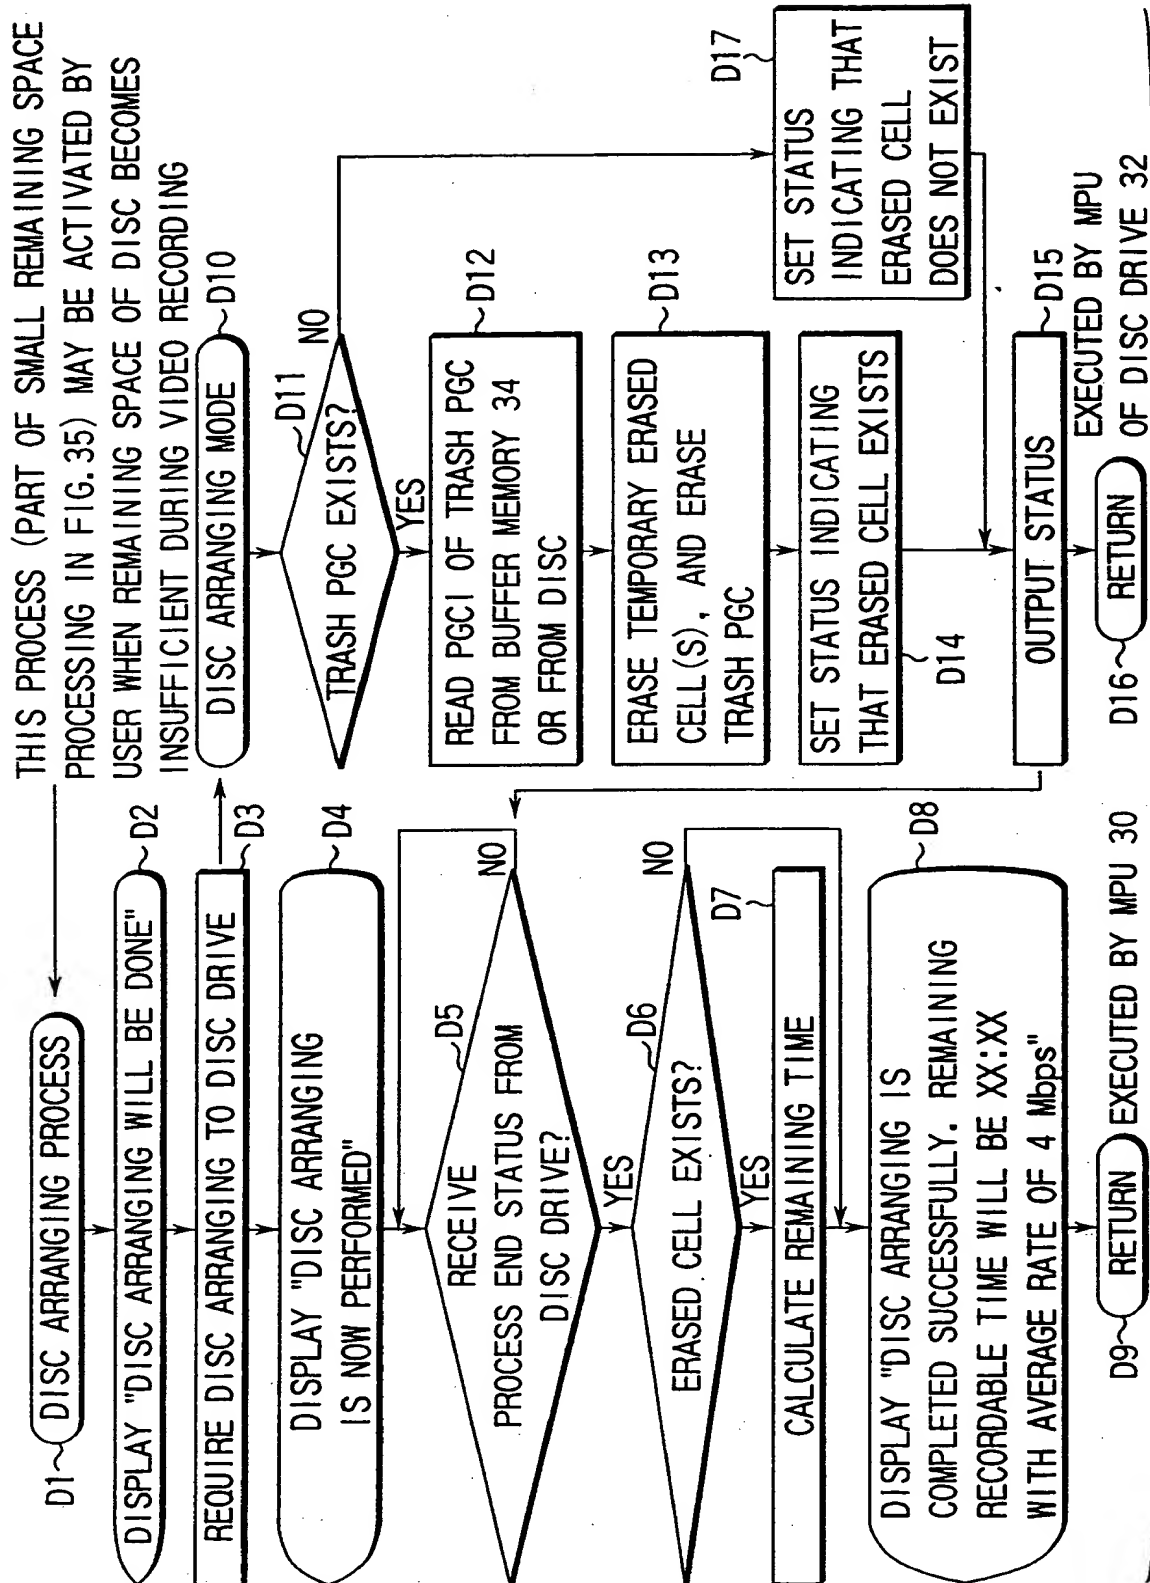 THIS PROCESS (PART OF SMALL REMAINING SPACE
PROCESSING IN FIG.35) MAY BE ACTIVATED BY
USER WHEN REMAINING SPACE OF DISC BECOMES
INSUFFICIENT DURING VIDEO RECORDING
D1
DISC ARRANGING PROCESS
DISPLAY "DISC ARRANGING WILL BE DONE"
D2
REQUIRE DISC ARRANGING TO DISC DRIVE
D3
DISPLAY "DISC ARRANGING
IS NOW PERFORMED"
D4
RECEIVE
PROCESS END STATUS FROM
DISC DRIVE?
D5
NO
YES
ERASED CELL EXISTS?
D6
NO
YES
CALCULATE REMAINING TIME
D7
DISPLAY "DISC ARRANGING IS
COMPLETED SUCCESSFULLY. REMAINING
RECORDABLE TIME WILL BE XX:XX
WITH AVERAGE RATE OF 4 Mbps"
D8
D9
RETURN
EXECUTED BY MPU 30
DISC ARRANGING MODE
D10
TRASH PGC EXISTS?
D11
NO
YES
READ PGCI OF TRASH PGC
FROM BUFFER MEMORY 34
OR FROM DISC
D12
ERASE TEMPORARY ERASED
CELL(S), AND ERASE
TRASH PGC
D13
SET STATUS INDICATING
THAT ERASED CELL EXISTS
D14
SET STATUS
INDICATING THAT
ERASED CELL
DOES NOT EXIST
D17
OUTPUT STATUS
D15
D16
RETURN
EXECUTED BY MPU
OF DISC DRIVE 32